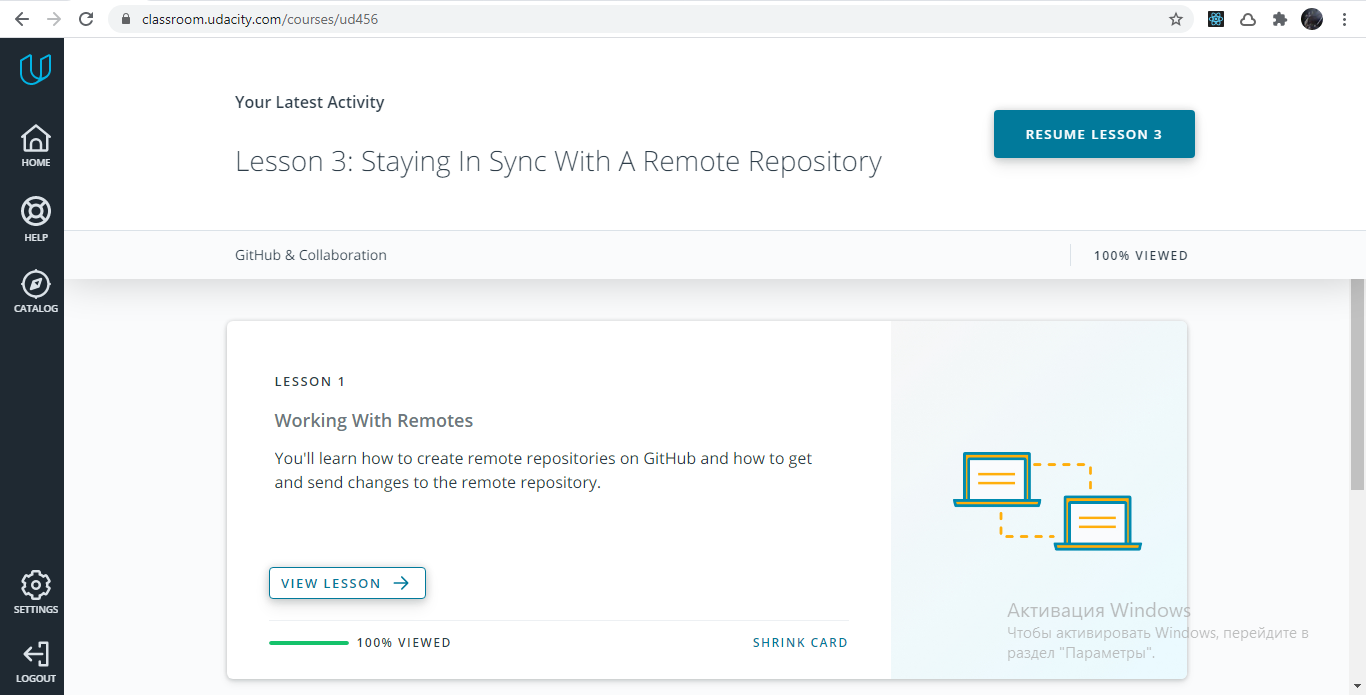 classroom.udacity.com/courses/ud456
HOME
HELP
CATALOG
SETTINGS
LOGOUT
Your Latest Activity
Lesson 3: Staying In Sync With A Remote Repository
RESUME LESSON 3
GitHub & Collaboration
100% VIEWED
LESSON 1
Working With Remotes
You'll learn how to create remote repositories on GitHub and how to get
and send changes to the remote repository.
VIEW LESSON
100% VIEWED
SHRINK CARD
Активация Windows
Чтобы активировать Windows, перейдите в
раздел "Параметры".